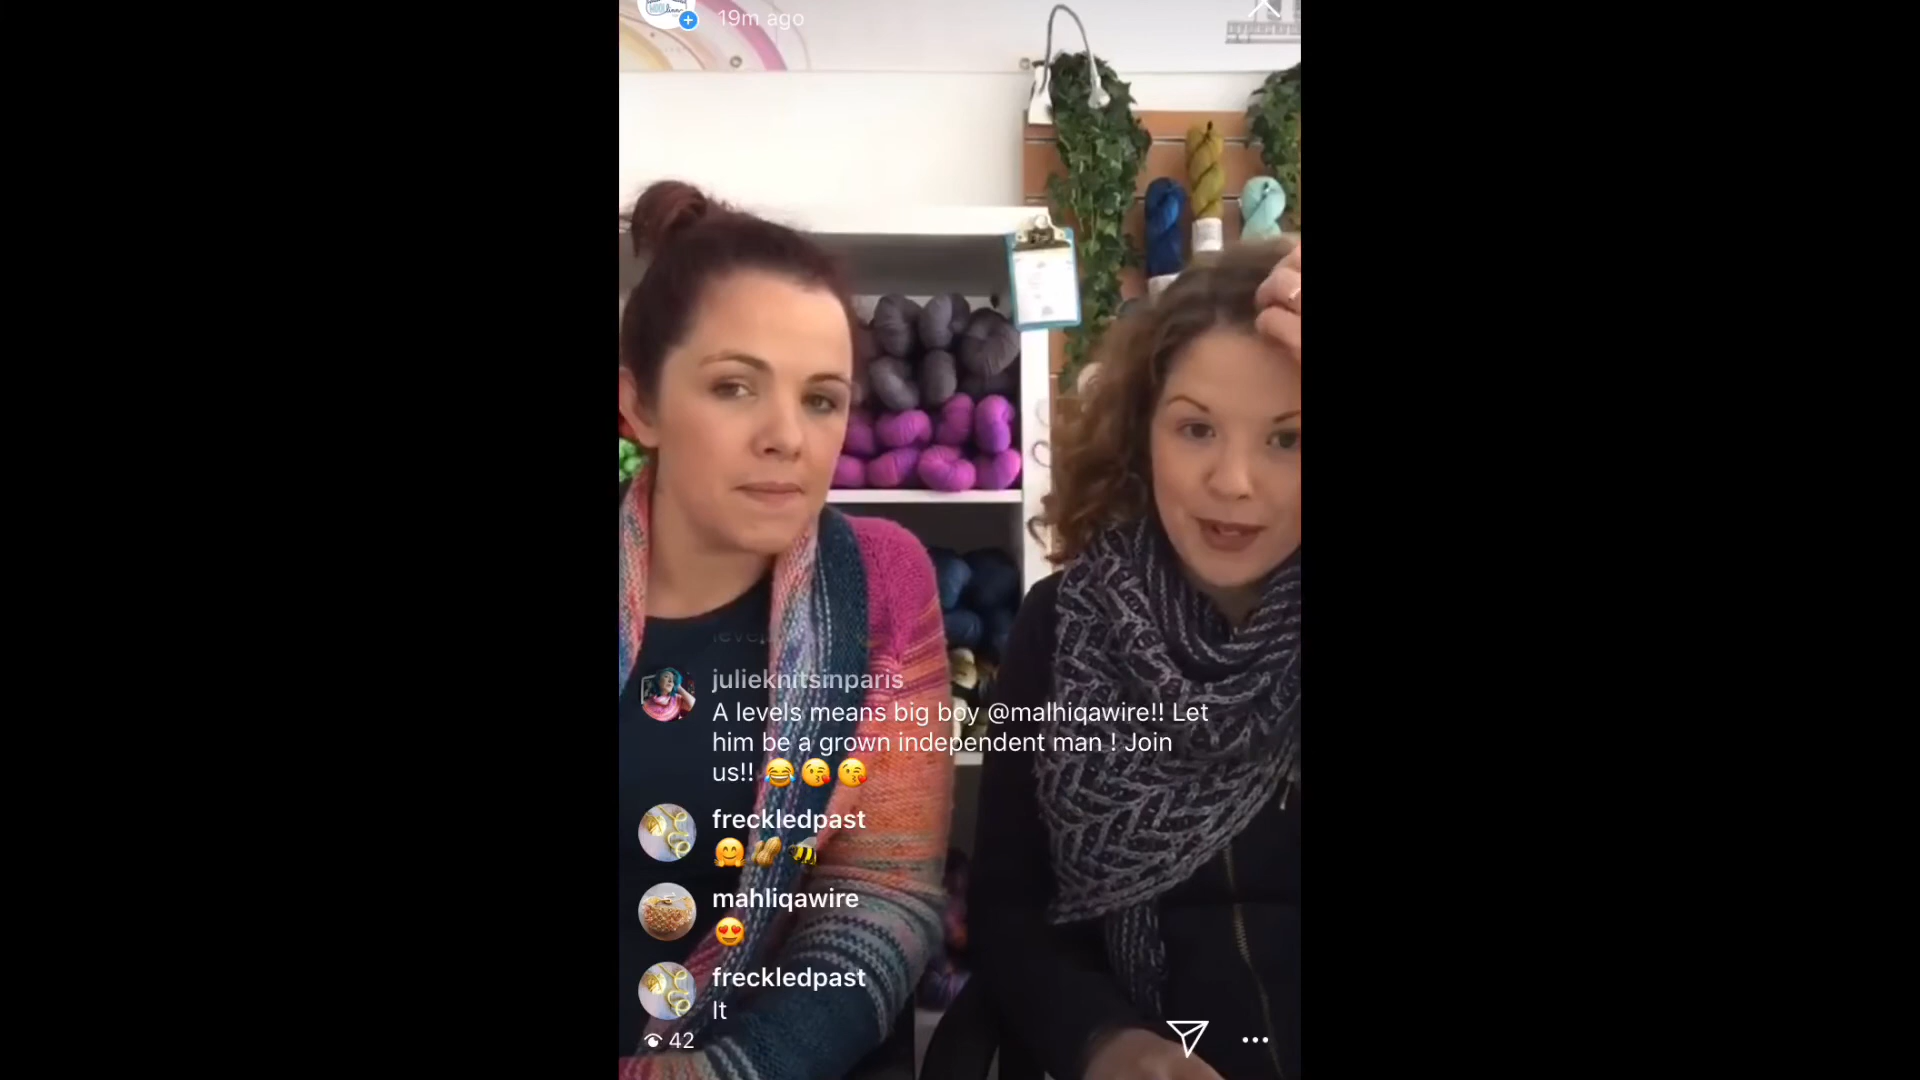 19m ago
julieknitsinparis
A levels means big boy @malhiqawire!! Let
him be a grown independent man ! Join
us!! 😂 😘 😘
freckledpast
🤗🥜🐝
mahliqawire
😍
freckledpast
It
42